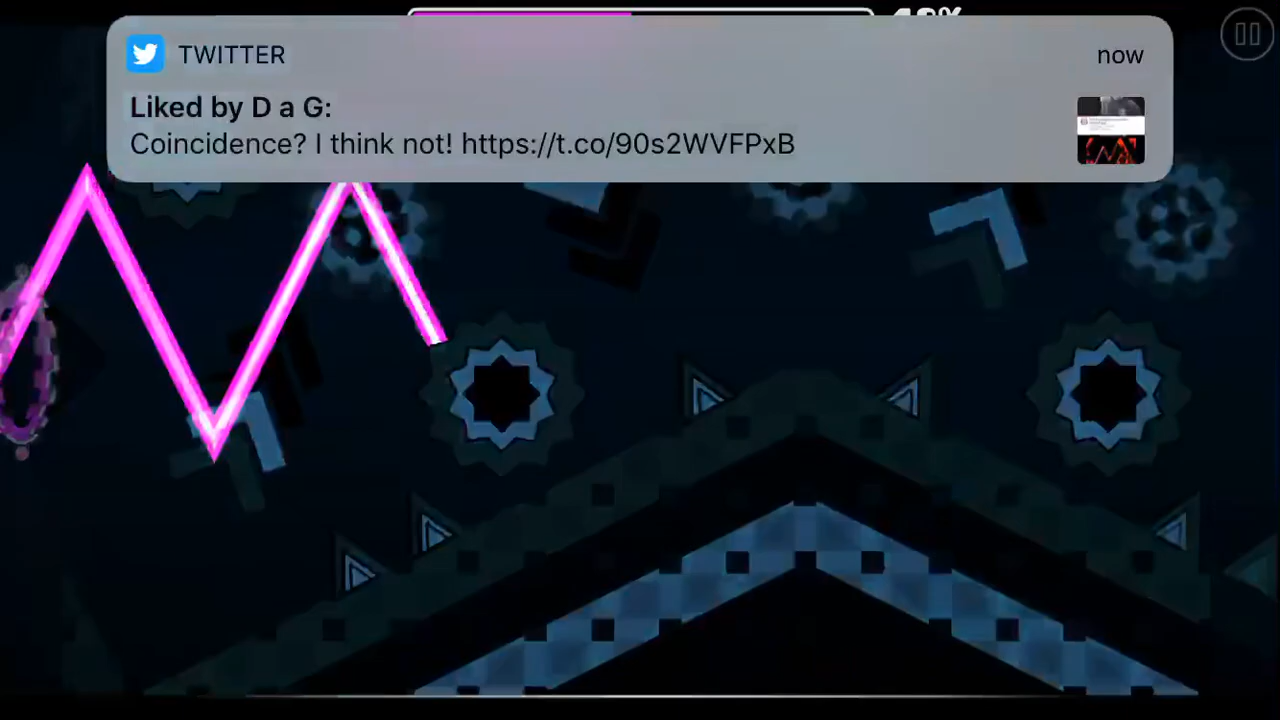 TWITTER
now
Liked by D a G:
Coincidence? I think not! https://t.co/90s2WVFPxB